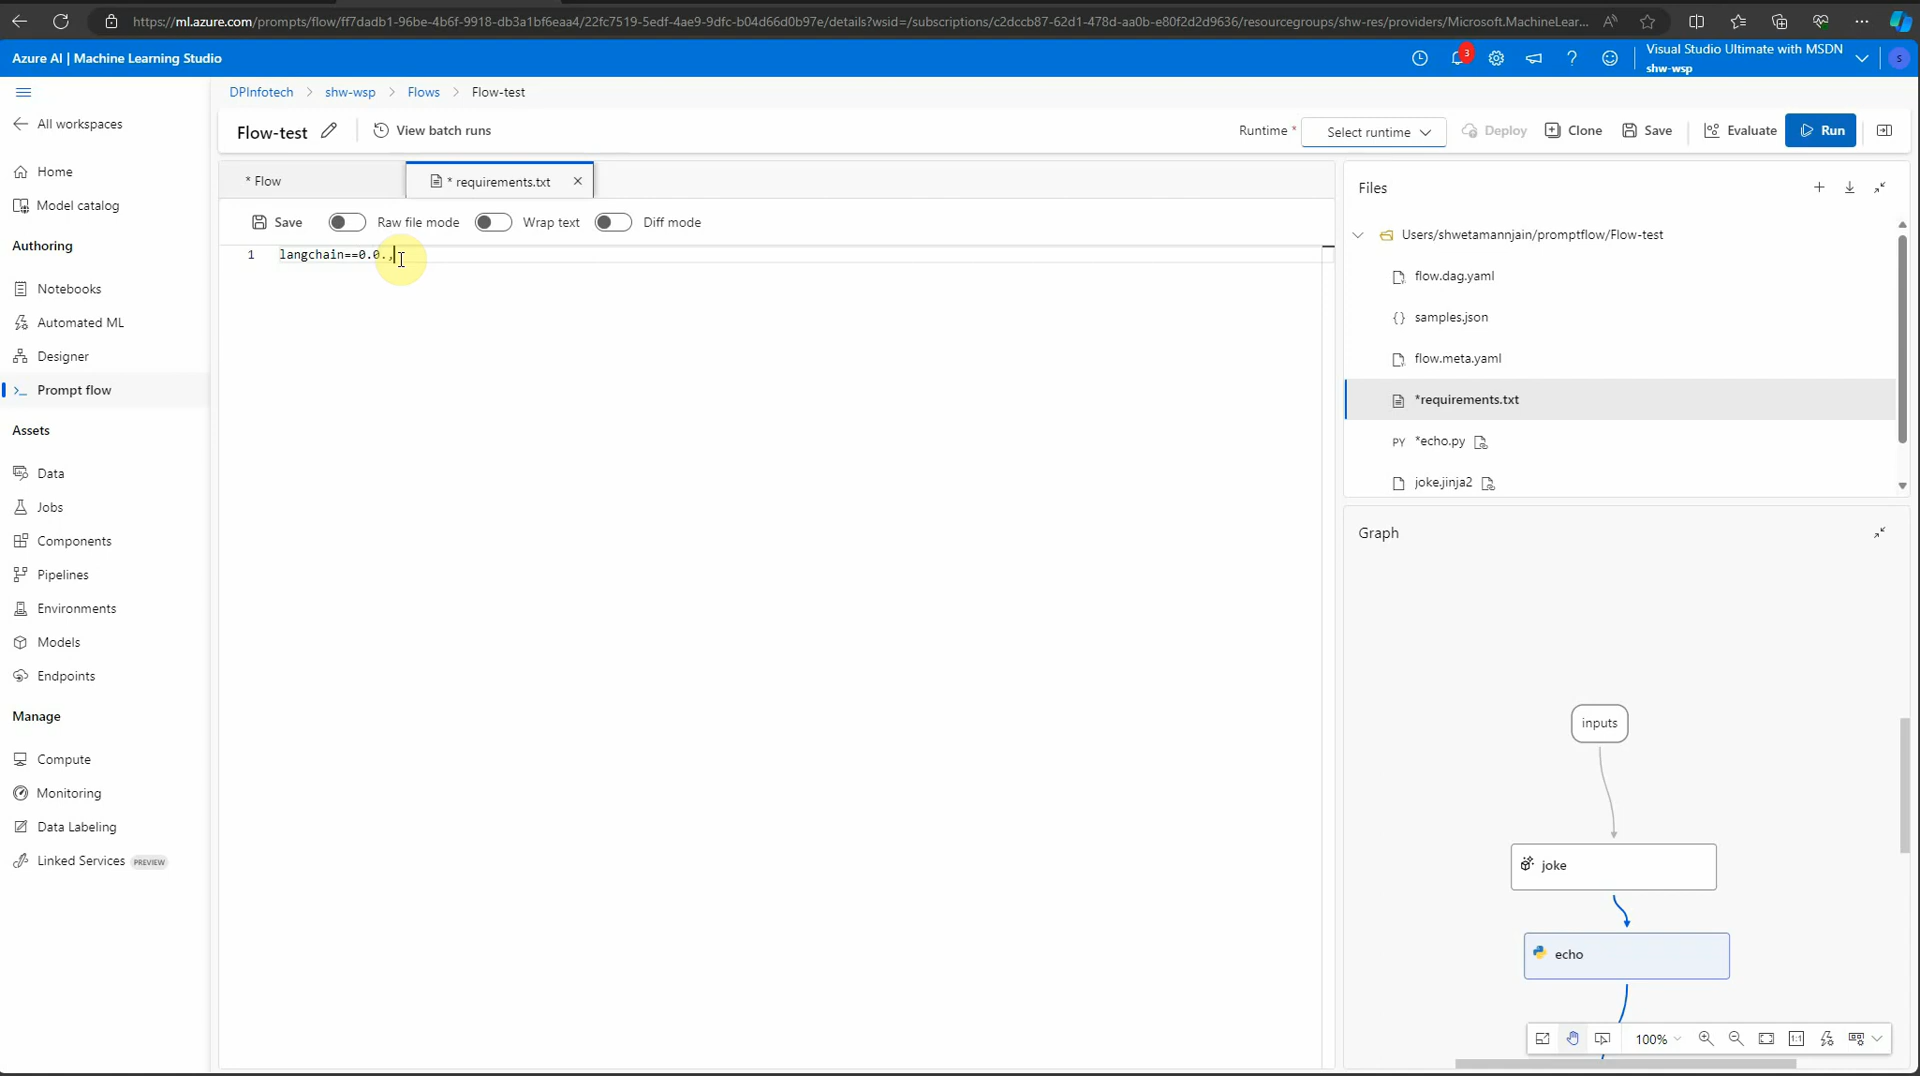 https://ml.azure.com/prompts/flow/ff7dadb1-96be-4b6f-9918-db3a1bf6eaa4/22fc7519-5edf-4ae9-9dfc-b04d66d0b97e/details?wsid=/subscriptions/c2dccb87-62d1-478d-aa0b-e80f2d2d9636/resourcegroups/shw-res/providers/Microsoft.MachineLear...
Azure AI | Machine Learning Studio
3
Visual Studio Ultimate with MSDN
shw-wsp
S
All workspaces
Home
Model catalog
Authoring
Notebooks
Automated ML
Designer
Prompt flow
Assets
Data
Jobs
Components
Pipelines
Environments
Models
Endpoints
Manage
Compute
Monitoring
Data Labeling
Linked Services PREVIEW
DPInfotech > shw-wsp > Flows > Flow-test
Flow-test
View batch runs
Runtime *
Select runtime
Deploy
Clone
Save
Evaluate
Run
* Flow
* requirements.txt
Save
Raw file mode
Wrap text
Diff mode
1 langchain==0.0.,
Files
Users/shwetamannjain/promptflow/Flow-test
flow.dag.yaml
{} samples.json
flow.meta.yaml
*requirements.txt
PY *echo.py
joke.jinja2
Graph
inputs
joke
echo
100%
1:1